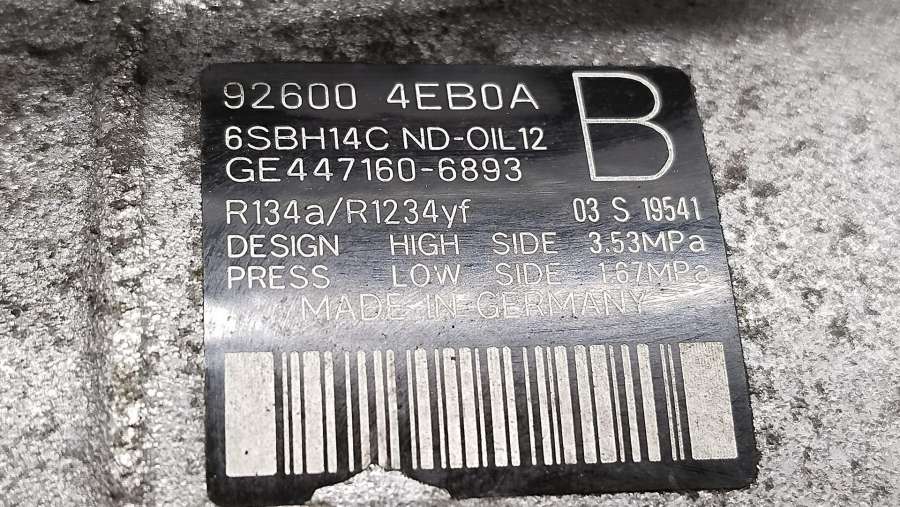 92600 4EB0A
B
6SBH14C ND-OIL12
GE447160-6893
R134a/R1234yf 03 S 19541
DESIGN HIGH SIDE 3.53MPa
PRESS LOW SIDE 1.67MPa
MADE IN GERMANY